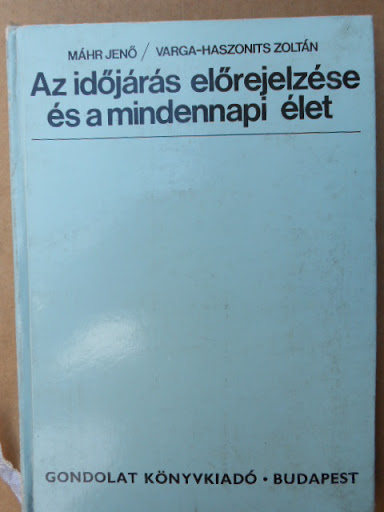 MÁHR JENŐ / VARGA-HASZONITS ZOLTÁN
Az időjárás előrejelzése
és a mindennapi élet
GONDOLAT KÖNYVKIADÓ • BUDAPEST